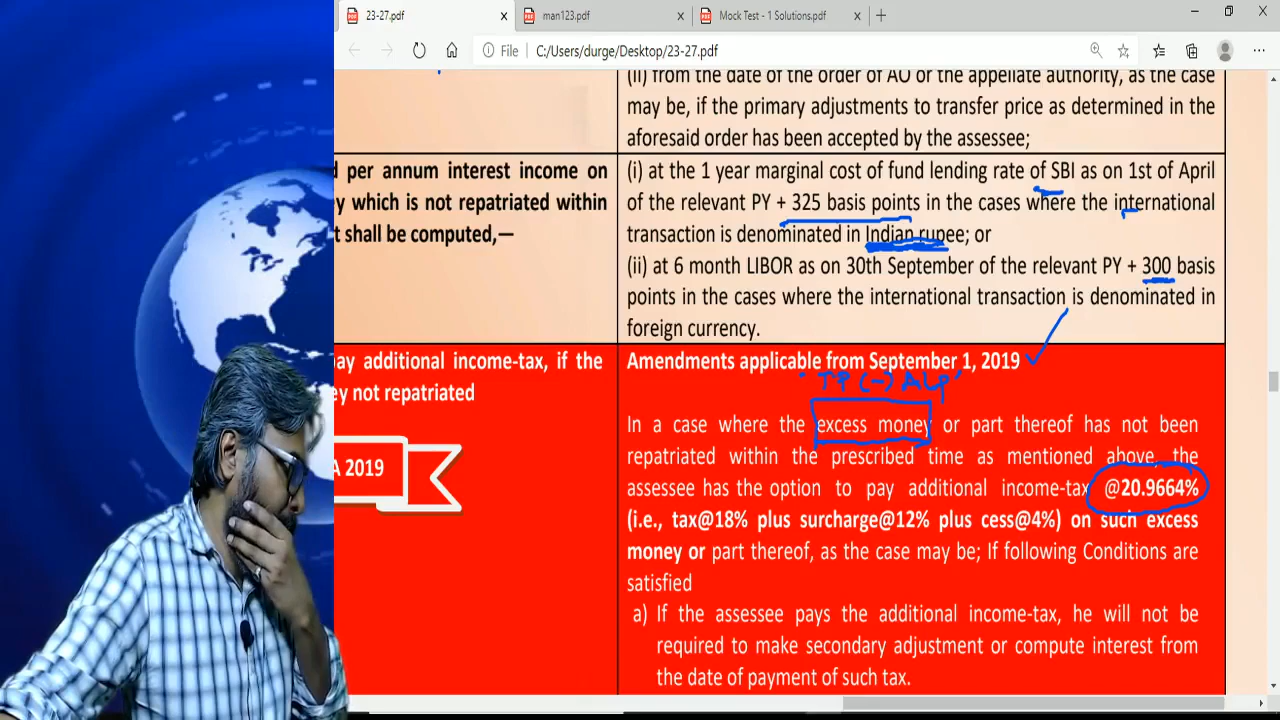 23-27.pdf
man123.pdf
Mock Test - 1 Solutions.pdf
File
C:/Users/durge/Desktop/23-27.pdf
(ii) from the date of the order of AO or the appellate authority, as the case
may be, if the primary adjustments to transfer price as determined in the
aforesaid order has been accepted by the assessee;
per annum interest income on
which is not repatriated within
shall be computed,—
(i) at the 1 year marginal cost of fund lending rate of SBI as on 1st of April
of the relevant PY + 325 basis points in the cases where the international
transaction is denominated in Indian rupee; or
(ii) at 6 month LIBOR as on 30th September of the relevant PY + 300 basis
points in the cases where the international transaction is denominated in
foreign currency.
ay additional income-tax, if the
ey not repatriated
A 2019
Amendments applicable from September 1, 2019
TP (-) ALP
In a case where the excess money or part thereof has not been
repatriated within the prescribed time as mentioned above, the
assessee has the option to pay additional income-tax @20.9664%
(i.e., tax@18% plus surcharge@12% plus cess@4%) on such excess
money or part thereof, as the case may be; If following Conditions are
satisfied
a) If the assessee pays the additional income-tax, he will not be
required to make secondary adjustment or compute interest from
the date of payment of such tax.